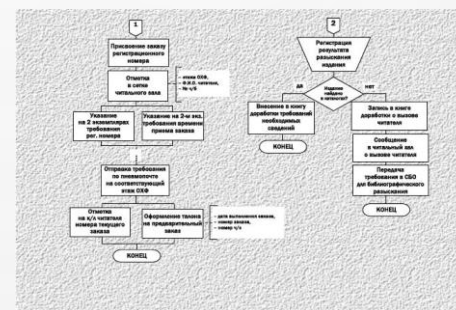 1
Присвоение заказу
регистрационного
номера
Отметка
в сетке
читального зала
- этажа ОХФ,
- Ф.И.О. читателя,
- № ч/б
Указание
на 2 экземплярах
требования
рег. номера
Указание на 2-м экз.
требования времени
приема заказа
Отправка требования
по пневмопочте
на соответствующий
этаж ОХФ
Отметка
на к/л читателя
номера текущего
заказа
Оформление талона
на предварительный
заказ
- дата выполнения заказа,
- номер заказа,
- номер ч/з
КОНЕЦ
2
Регистрация
результата
разыскания
издания
да
Издание
найдено
в каталогах?
нет
Внесение в книгу
доработки требований
необходимых
сведений
КОНЕЦ
Запись в книге
доработки о вызове
читателя
Сообщение
в читальный зал
о вызове читателя
Передача
требования в СБО
для библиографического
разыскания
КОНЕЦ